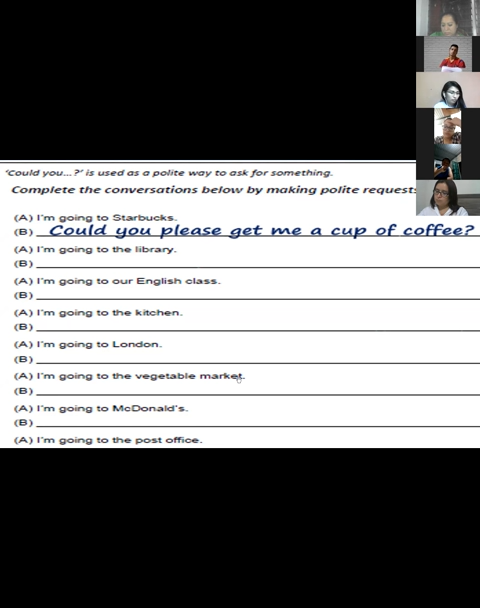 'Could you...?' is used as a polite way to ask for something.
Complete the conversations below by making polite requests
(A) I'm going to Starbucks.
(B) Could you please get me a cup of coffee?
(A) I'm going to the library.
(B)
(A) I'm going to our English class.
(B)
(A) I'm going to the kitchen.
(B)
(A) I'm going to London.
(B)
(A) I'm going to the vegetable market.
(B)
(A) I'm going to McDonald's.
(B)
(A) I'm going to the post office.